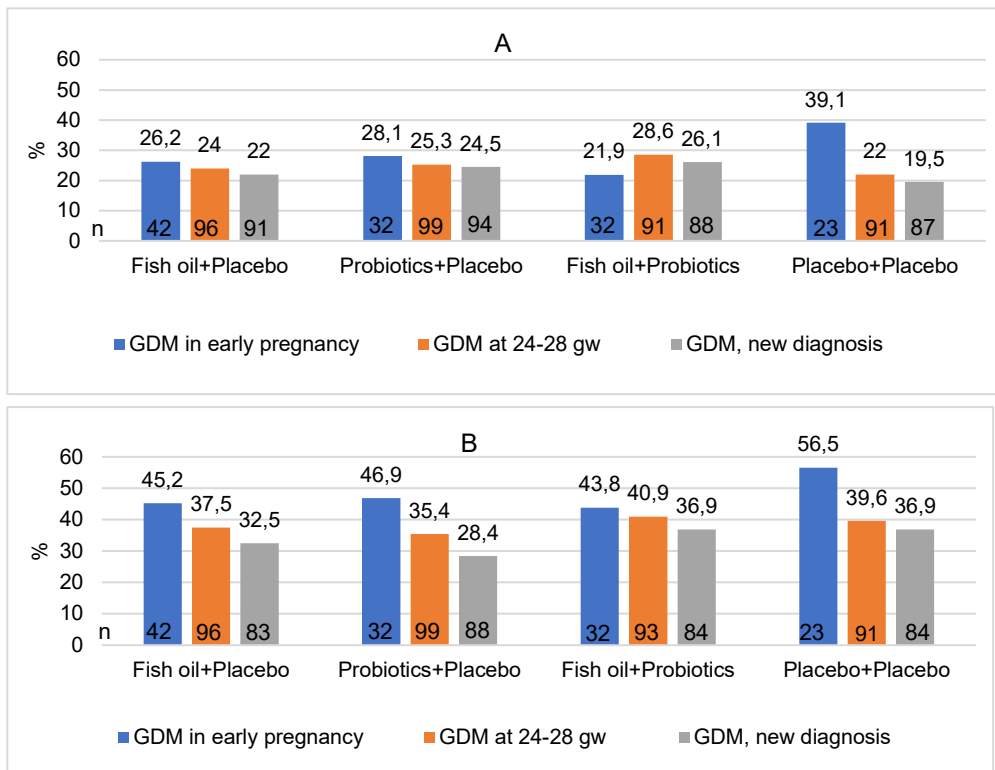 A
60
50
40
30
20
10
0
%
n
26,2 24 22
28,1 25,3 24,5
21,9 28,6 26,1
39,1 22 19,5
42 96 91
32 99 94
32 91 88
23 91 87
Fish oil+Placebo Probiotics+Placebo Fish oil+Probiotics Placebo+Placebo
GDM in early pregnancy GDM at 24-28 gw GDM, new diagnosis
B
60
50
40
30
20
10
0
%
n
45,2 37,5 32,5
46,9 35,4 28,4
43,8 40,9 36,9
56,5 39,6 36,9
42 96 83
32 99 88
32 93 84
23 91 84
Fish oil+Placebo Probiotics+Placebo Fish oil+Probiotics Placebo+Placebo
GDM in early pregnancy GDM at 24-28 gw GDM, new diagnosis